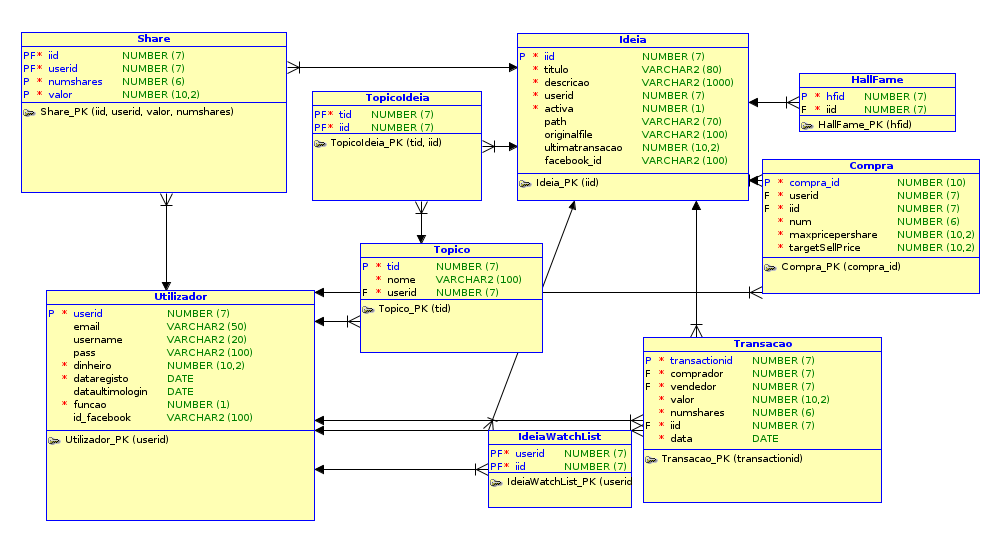 Share
PF* iid NUMBER (7)
PF* userid NUMBER (7)
P * numshares NUMBER (6)
P * valor NUMBER (10,2)
Share_PK (iid, userid, valor, numshares)
TopicoIdeia
PF* tid NUMBER (7)
PF* iid NUMBER (7)
TopicoIdeia_PK (tid, iid)
Ideia
P * iid NUMBER (7)
* titulo VARCHAR2 (80)
* descricao VARCHAR2 (1000)
* userid NUMBER (7)
* activa NUMBER (1)
path VARCHAR2 (70)
originalfile VARCHAR2 (100)
ultimatransacao NUMBER (10,2)
facebook_id VARCHAR2 (100)
Ideia_PK (iid)
HallFame
P * hfid NUMBER (7)
F * iid NUMBER (7)
HallFame_PK (hfid)
Compra
P * compra_id NUMBER (10)
F * userid NUMBER (7)
F * iid NUMBER (7)
* num NUMBER (6)
* maxpricepershare NUMBER (10,2)
* targetSellPrice NUMBER (10,2)
Compra_PK (compra_id)
Topico
P * tid NUMBER (7)
* nome VARCHAR2 (100)
F * userid NUMBER (7)
Topico_PK (tid)
Utilizador
P * userid NUMBER (7)
email VARCHAR2 (50)
username VARCHAR2 (20)
pass VARCHAR2 (100)
* dinheiro NUMBER (10,2)
* dataregisto DATE
dataultimologin DATE
* funcao NUMBER (1)
id_facebook VARCHAR2 (100)
Utilizador_PK (userid)
Transacao
P * transactionid NUMBER (7)
F * comprador NUMBER (7)
F * vendedor NUMBER (7)
* valor NUMBER (10,2)
* numshares NUMBER (6)
F * iid NUMBER (7)
* data DATE
Transacao_PK (transactionid)
IdeiaWatchList
PF* userid NUMBER (7)
PF* iid NUMBER (7)
IdeiaWatchList_PK (userid